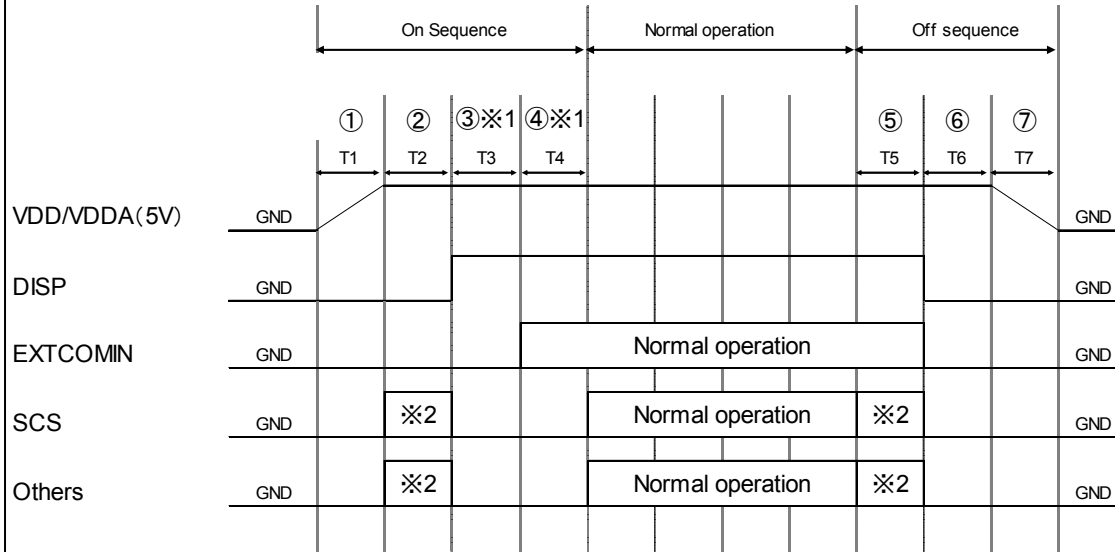 On Sequence Normal operation Off sequence
① ② ③※1 ④※1 ⑤ ⑥ ⑦
T1 T2 T3 T4 T5 T6 T7
VDD/VDDA(5V) GND GND
DISP GND GND
EXTCOMIN GND Normal operation GND
SCS GND ※2 Normal operation ※2 GND
Others GND ※2 Normal operation ※2 GND